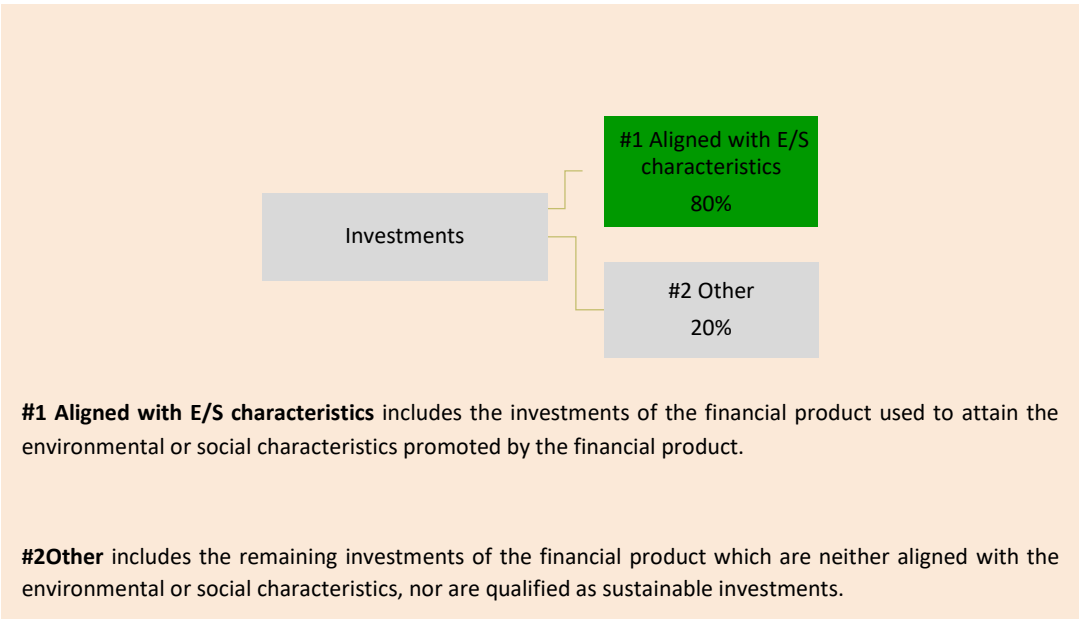 #1 Aligned with E/S
characteristics
80%
Investments
#2 Other
20%
#1 Aligned with E/S characteristics includes the investments of the financial product used to attain the
environmental or social characteristics promoted by the financial product.
#2Other includes the remaining investments of the financial product which are neither aligned with the
environmental or social characteristics, nor are qualified as sustainable investments.